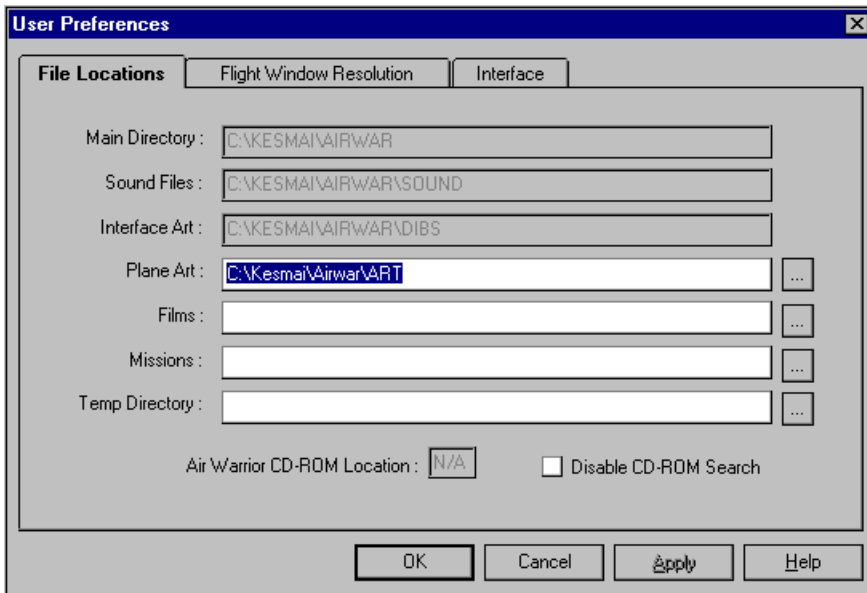 User Preferences
File Locations
Flight Window Resolution
Interface
Main Directory : C:\KESMAI\AIRWAR
Sound Files : C:\KESMAI\AIRWAR\SOUND
Interface Art : C:\KESMAI\AIRWAR\DIBS
Plane Art : C:\Kesmai\Airwar\ART ...
Films : ...
Missions : ...
Temp Directory : ...
Air Warrior CD-ROM Location : N/A Disable CD-ROM Search
OK Cancel Apply Help